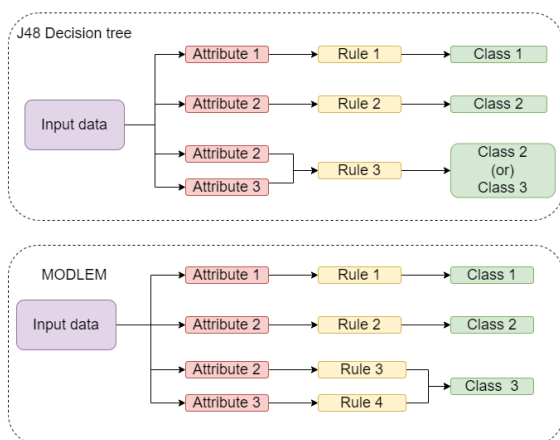 J48 Decision tree
Input data
Attribute 1
Rule 1
Class 1
Attribute 2
Rule 2
Class 2
Attribute 2
Attribute 3
Rule 3
Class 2
(or)
Class 3
MODLEM
Input data
Attribute 1
Rule 1
Class 1
Attribute 2
Rule 2
Class 2
Attribute 2
Rule 3
Attribute 3
Rule 4
Class 3